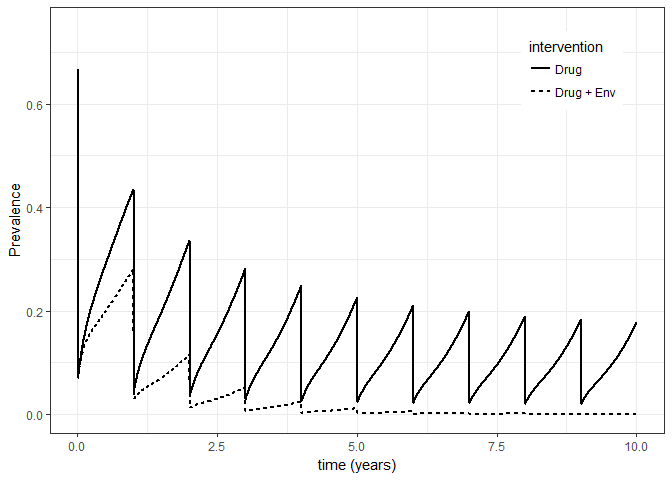 intervention
Drug
Drug + Env
Prevalence
0.6
0.4
0.2
0.0
0.0 2.5 5.0 7.5 10.0
time (years)